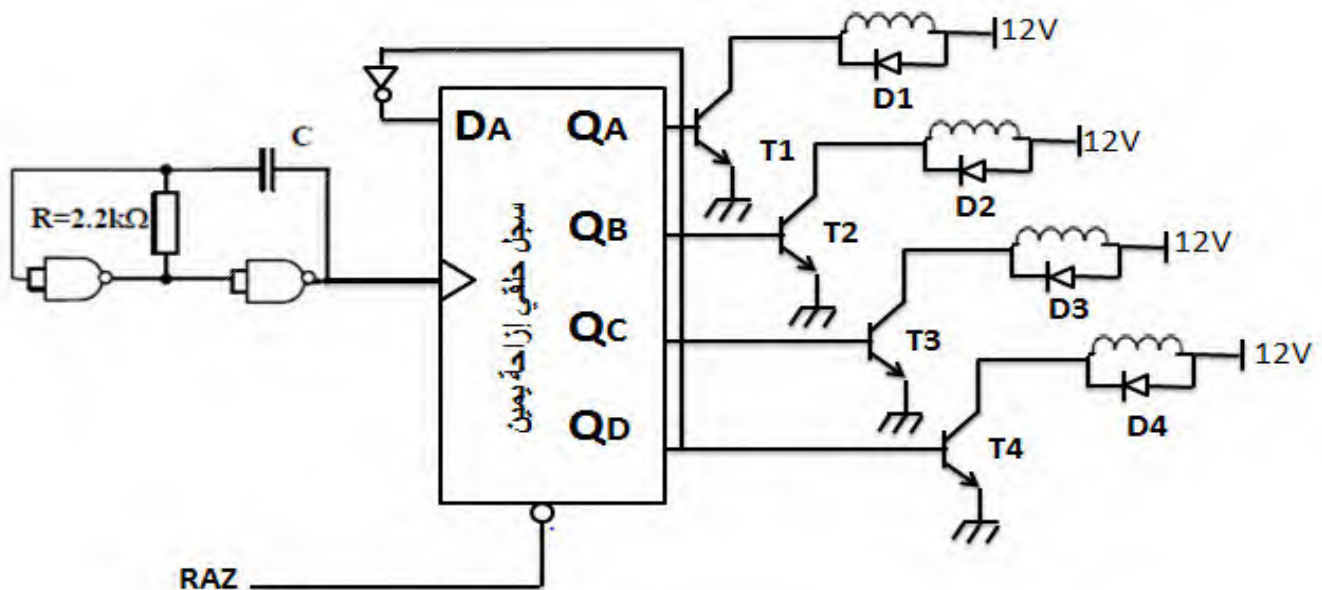 12V
D1
C
DA QA
T1
12V
D2
R=2.2kΩ
QB
T2
12V
D3
سجل حلقي إزاحة يمين
QC
T3
12V
D4
QD
T4
RAZ